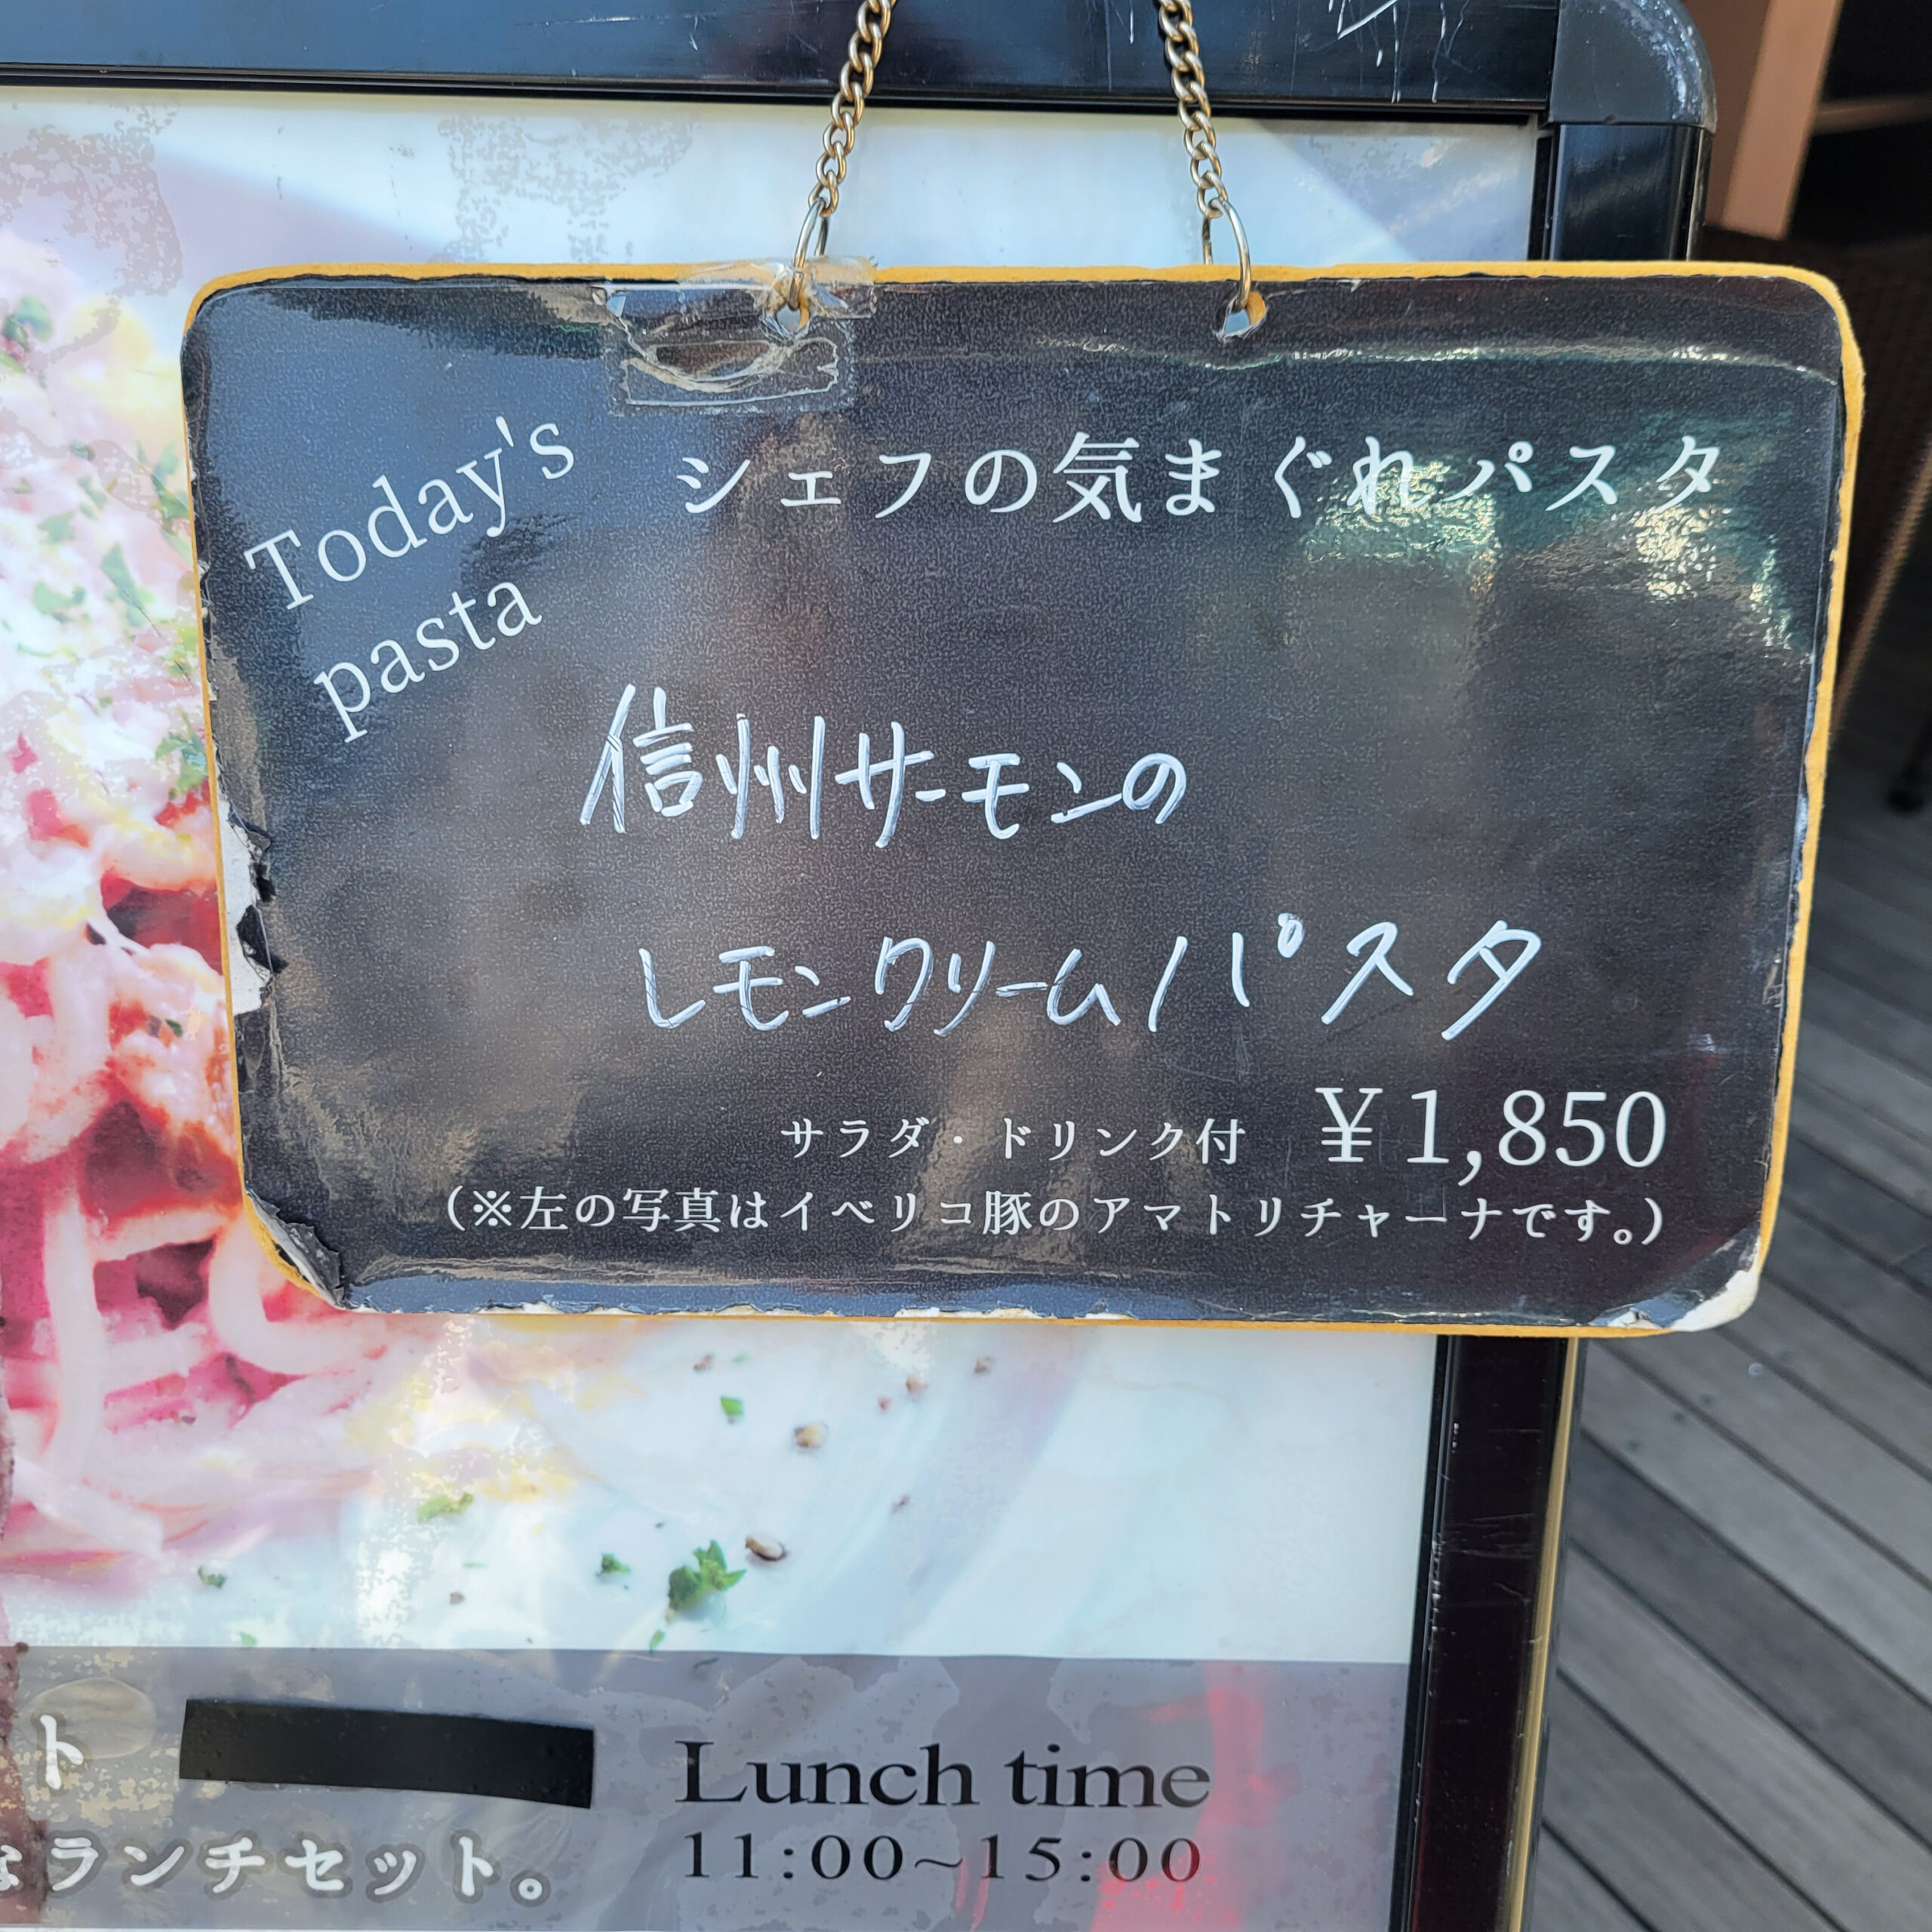 Today's
pasta
シェフの気まぐれパスタ
信州サーモンの
レモンクリームパスタ
サラダ・ドリンク付 ￥1,850
(※左の写真はイベリコ豚のアマトリチャーナです。)
ト
なランチセット。
Lunch time
11:00~15:00